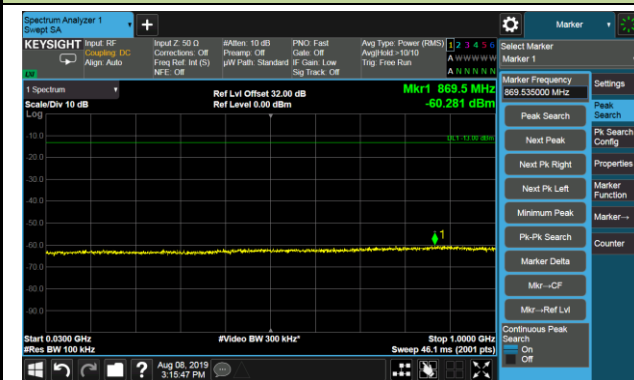 Spectrum Analyzer 1
Swept SA
+
Marker
KEYSIGHT
Input: RF
Coupling: DC
Align: Auto
Input Z: 50 Ω
Corrections: Off
Freq Ref: Int (S)
NFE: Off
#Atten: 10 dB
Preamp: Off
µW Path: Standard
PNO: Fast
Gate: Off
IF Gain: Low
Sig Track: Off
Avg Type: Power (RMS)
Avg|Hold:>10/10
Trig: Free Run
1 2 3 4 5 6
A W W W W W
A N N N N N
Select Marker
Marker 1
1 Spectrum
Scale/Div 10 dB
Log
Ref Lvl Offset 32.00 dB
Ref Level 0.00 dBm
Mkr1 869.5 MHz
-60.281 dBm
DL1 13.00 dBm
-10.0
-20.0
-30.0
-40.0
-50.0
-60.0
-70.0
-80.0
-90.0
1
Start 0.0300 GHz
#Res BW 100 kHz
#Video BW 300 kHz*
Stop 1.0000 GHz
Sweep 46.1 ms (2001 pts)
Marker Frequency
869.535000 MHz
Peak Search
Next Peak
Next Pk Right
Next Pk Left
Minimum Peak
Pk-Pk Search
Marker Delta
Mkr→CF
Mkr→Ref Lvl
Continuous Peak
Search
On
Off
Settings
Peak
Search
Pk Search
Config
Properties
Marker
Function
Marker→
Counter
?
Aug 08, 2019
3:15:47 PM